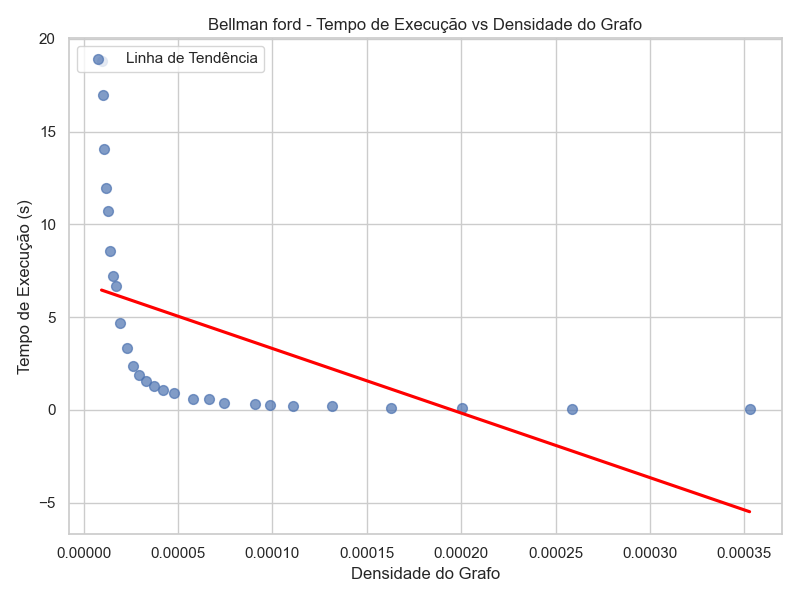 Bellman ford - Tempo de Execução vs Densidade do Grafo
Linha de Tendência
Tempo de Execução (s)
20
15
10
5
0
−5
0.00000 0.00005 0.00010 0.00015 0.00020 0.00025 0.00030 0.00035
Densidade do Grafo